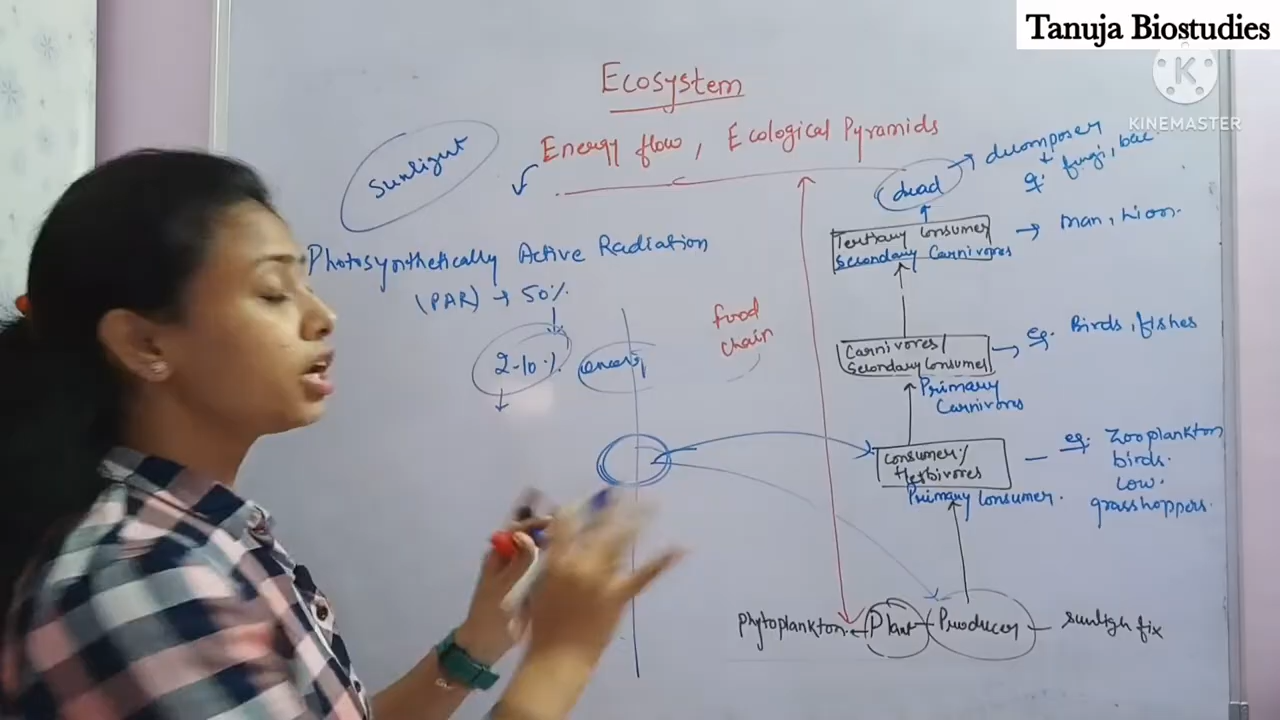 Tanuja Biostudies
KINEMASTER
Ecosystem
Energy flow, Ecological Pyramids
Sunlight
Photosynthetically Active Radiation
(PAR) → 50%
2-10%
energy
food
chain
dead → decomposer
eg. fungi, bac
Tertiary Consumer
Secondary Carnivores → Man, Lion.
Carnivores/
Secondary Consumer → eg. Birds, fishes
Primary
Carnivores
Consumer/
Herbivores — eg. Zooplankton
birds.
Cow.
grasshoppers.
Primary Consumer.
phytoplankton ← Plant – Producer – sunligh fix